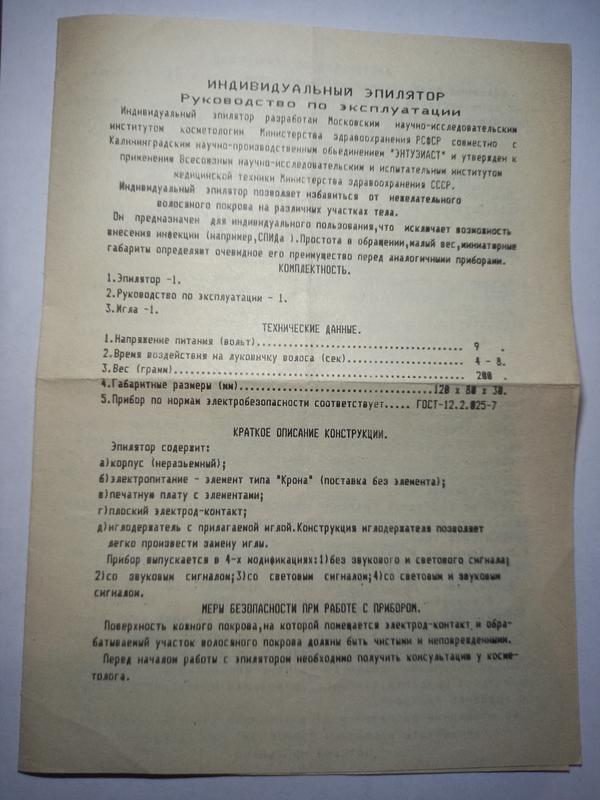 ИНДИВИДУАЛЬНЫЙ ЭПИЛЯТОР
Руководство по эксплуатации
Индивидуальный эпилятор разработан Московским научно-исследовательским
институтом косметологии Министерства здравоохранения РСФСР совместно с
Калининградским научно-производственным объединением "ЭНТУЗИАСТ" и утвержден к
применению Всесоюзным научно-исследовательским и испытательным институтом
медицинской техники Министерства здравоохранения СССР.
Индивидуальный эпилятор позволяет избавиться от нежелательного
волосяного покрова на различных участках тела.
Он предназначен для индивидуального пользования,что исключает возможность
внесения инфекции (например,СПИДа ).Простота в обращении,малый вес,миниатюрные
габариты определяют очевидное его преимущество перед аналогичными приборами.
КОМПЛЕКТНОСТЬ.
1.Эпилятор -1.
2.Руководство по эксплуатации - 1.
3.Игла -1.
ТЕХНИЧЕСКИЕ ДАННЫЕ.
1.Напряжение питания (вольт)........................................ 9 .
2.Время воздействия на луковичку волоса (сек)....................... 4 - 8.
3.Вес (грамм)....................................................... 200 .
4.Габаритные размеры (мм)....................................120 x 80 x 30.
5.Прибор по нормам электробезопасности соответствует..... ГОСТ-12.2.025-7
КРАТКОЕ ОПИСАНИЕ КОНСТРУКЦИИ.
Эпилятор содержит:
а)корпус (неразъемный);
б)электропитание - элемент типа "Крона" (поставка без элемента);
в)печатную плату с элементами;
г)плоский электрод-контакт;
д)иглодержатель с прилагаемой иглой.Конструкция иглодержателя позволяет
легко произвести замену иглы.
Прибор выпускается в 4-х модификациях:1)без звукового и светового сигнала;
2)со звуковым сигналом;3)со световым сигналом;4)со световым и звуковым
сигналом.
МЕРЫ БЕЗОПАСНОСТИ ПРИ РАБОТЕ С ПРИБОРОМ.
Поверхность кожного покрова,на которой помещается электрод-контакт и обра-
батываемый участок волосяного покрова должны быть чистыми и неповрежденными.
Перед началом работы с эпилятором необходимо получить консультацию у косме-
толога.